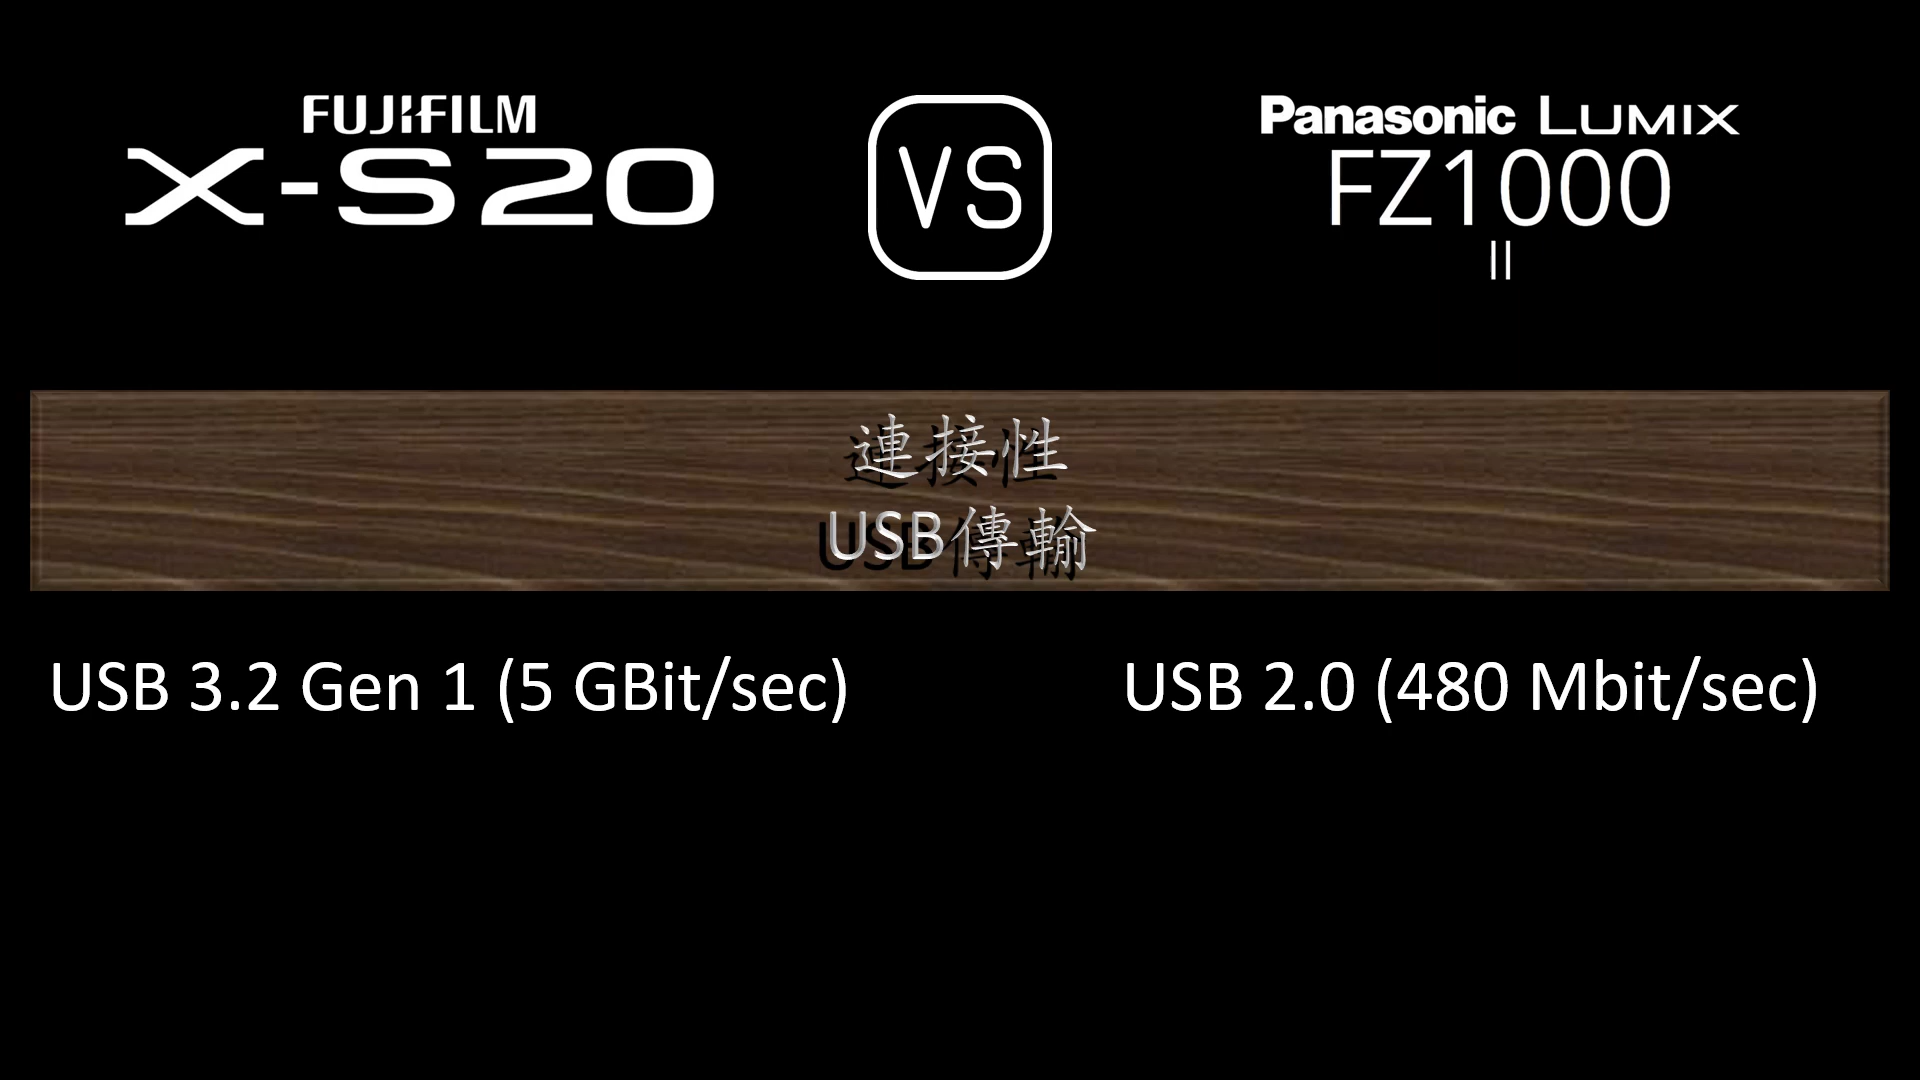 FUJIFILM
X-S20
VS
Panasonic LUMIX
FZ1000
II
連接性
USB傳輸
USB 3.2 Gen 1 (5 GBit/sec)
USB 2.0 (480 Mbit/sec)